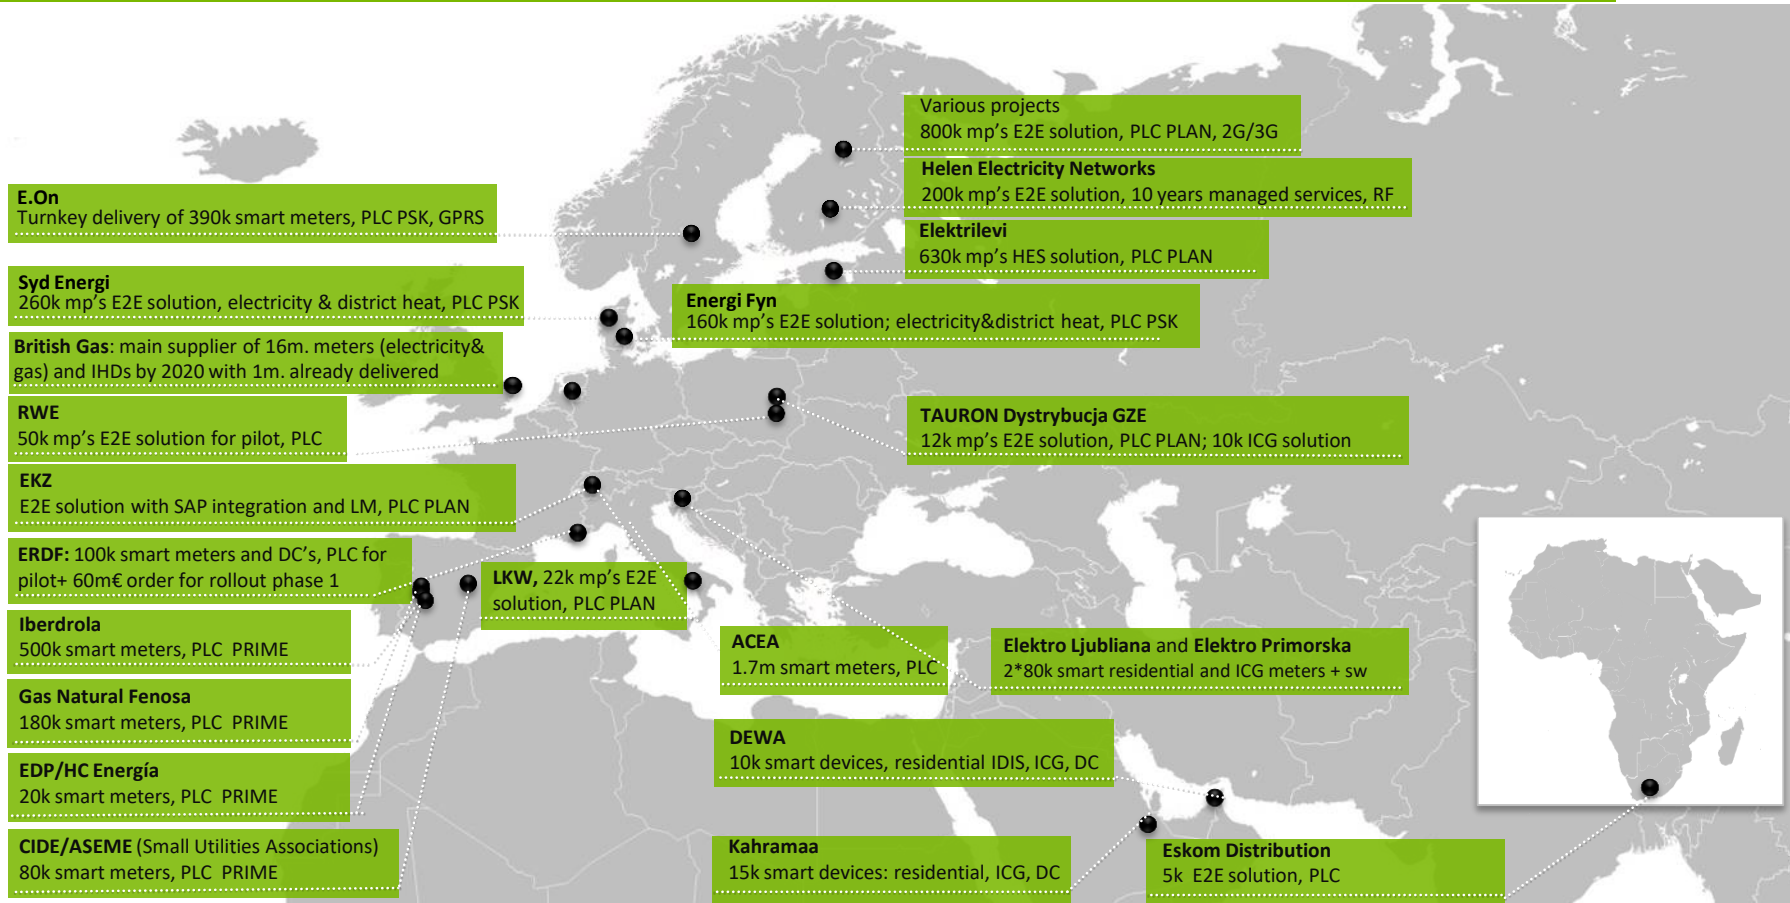 E.On
Turnkey delivery of 390k smart meters, PLC PSK, GPRS
Syd Energi
260k mp's E2E solution, electricity & district heat, PLC PSK
British Gas: main supplier of 16m. meters (electricity&
gas) and IHDs by 2020 with 1m. already delivered
RWE
50k mp's E2E solution for pilot, PLC
EKZ
E2E solution with SAP integration and LM, PLC PLAN
ERDF: 100k smart meters and DC's, PLC for
pilot+ 60m€ order for rollout phase 1
Iberdrola
500k smart meters, PLC PRIME
Gas Natural Fenosa
180k smart meters, PLC PRIME
EDP/HC Energía
20k smart meters, PLC PRIME
CIDE/ASEME (Small Utilities Associations)
80k smart meters, PLC PRIME
Various projects
800k mp's E2E solution, PLC PLAN, 2G/3G
Helen Electricity Networks
200k mp's E2E solution, 10 years managed services, RF
Elektrilevi
630k mp's HES solution, PLC PLAN
Energi Fyn
160k mp's E2E solution; electricity&district heat, PLC PSK
TAURON Dystrybucja GZE
12k mp's E2E solution, PLC PLAN; 10k ICG solution
LKW, 22k mp's E2E
solution, PLC PLAN
ACEA
1.7m smart meters, PLC
Elektro Ljubliana and Elektro Primorska
2*80k smart residential and ICG meters + sw
DEWA
10k smart devices, residential IDIS, ICG, DC
Kahramaa
15k smart devices: residential, ICG, DC
Eskom Distribution
5k E2E solution, PLC